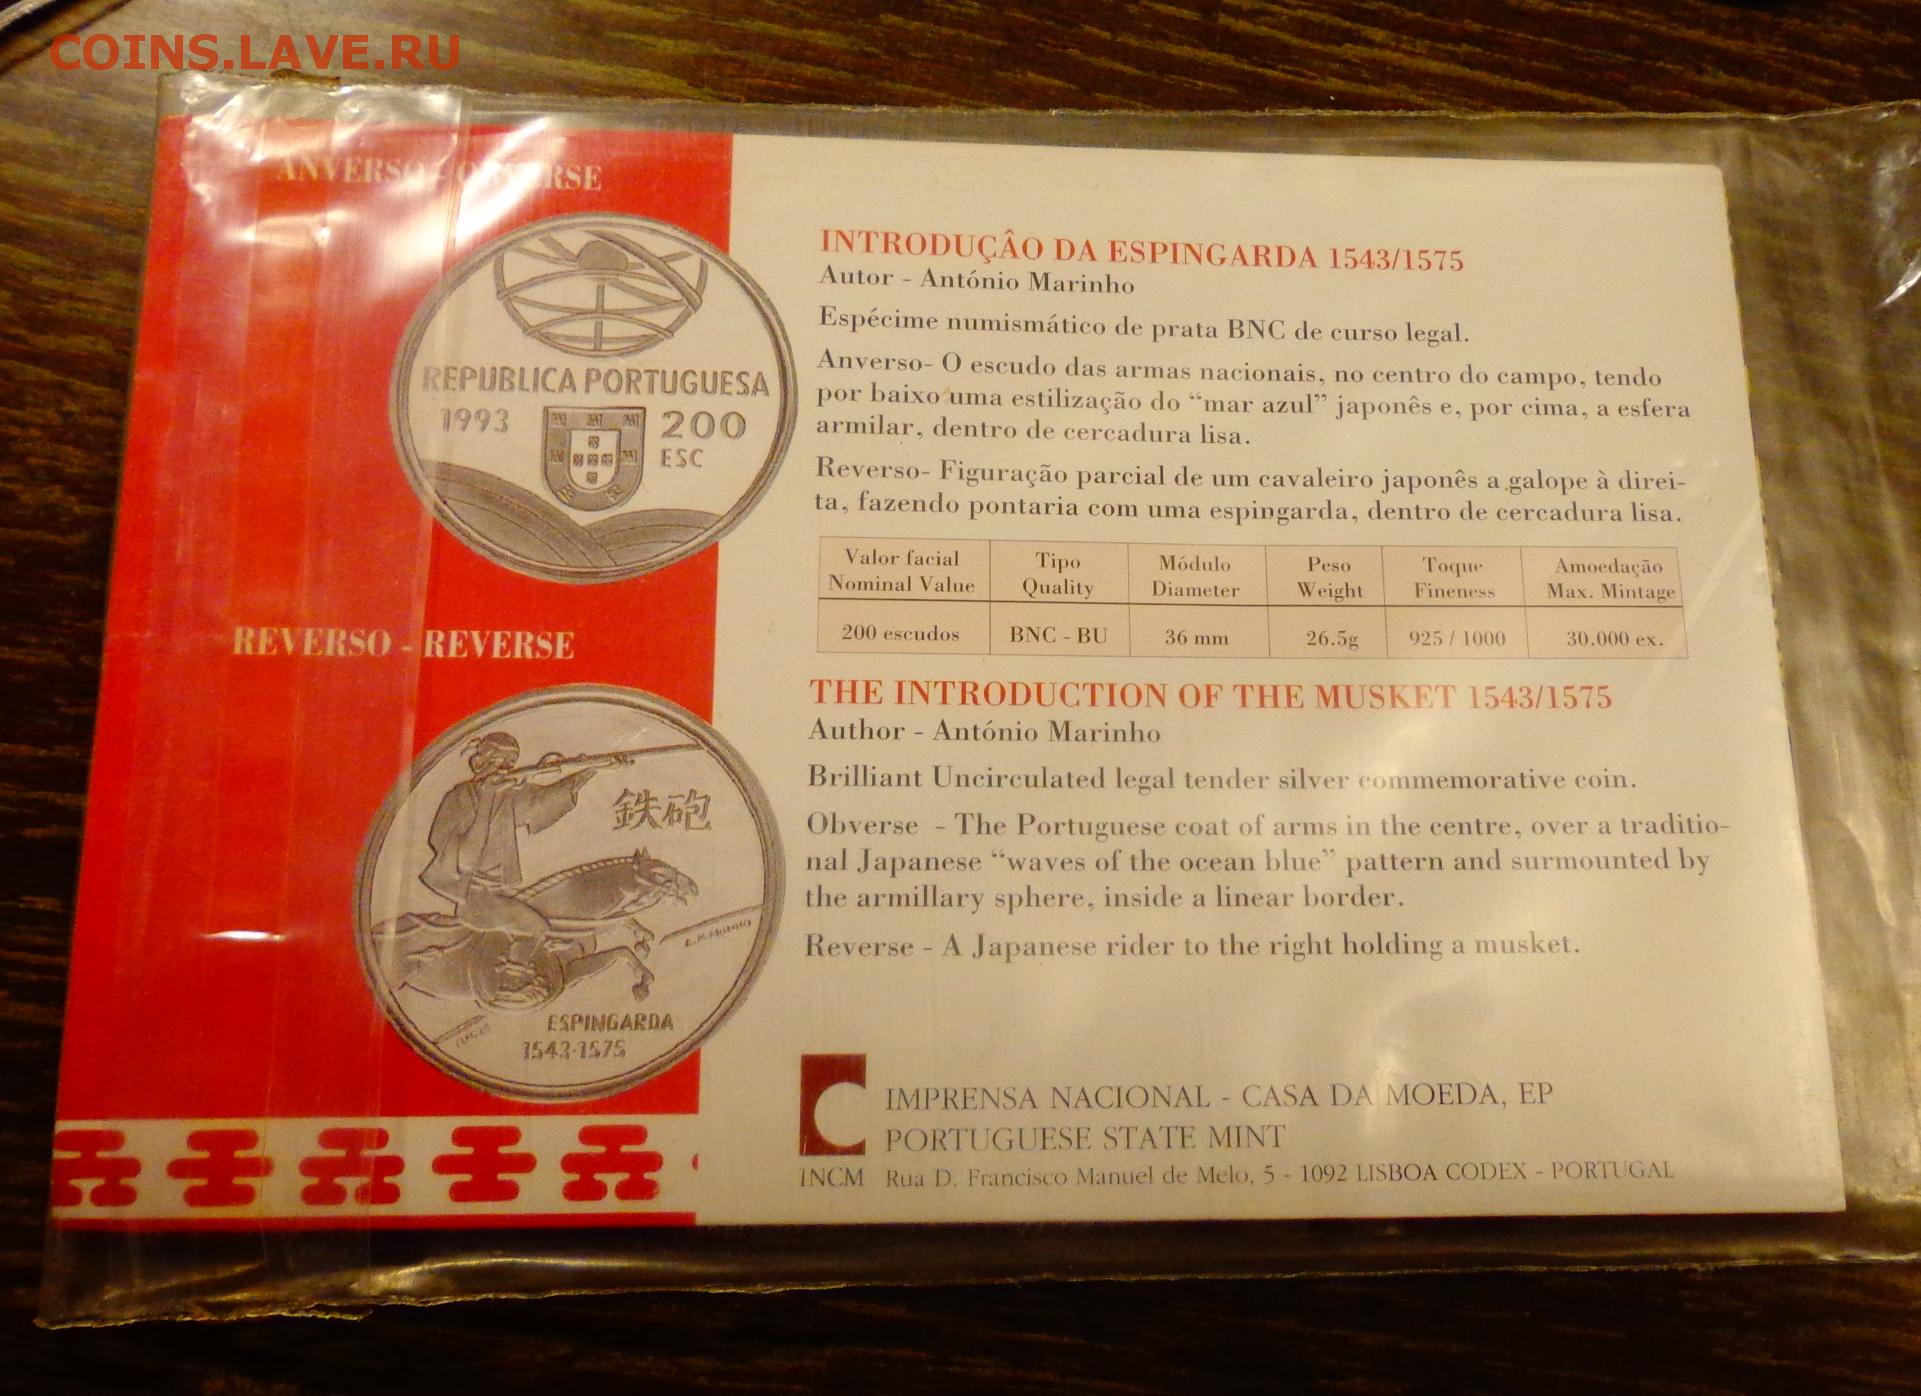 COINS.LAVE.RU
ANVERSO - OBVERSE
REPUBLICA PORTUGUESA
1993 200
ESC
REVERSO - REVERSE
鉄砲
A. M. MARINHO
INCM
ESPINGARDA
1543-1575
INTRODUÇÂO DA ESPINGARDA 1543/1575
Autor - António Marinho
Espécime numismático de prata BNC de curso legal.
Anverso- O escudo das armas nacionais, no centro do campo, tendo
por baixo uma estilização do “mar azul” japonês e, por cima, a esfera
armilar, dentro de cercadura lisa.
Reverso- Figuração parcial de um cavaleiro japonês a galope à direi-
ta, fazendo pontaria com uma espingarda, dentro de cercadura lisa.
Valor facial Tipo Módulo Peso Toque Amoedação
Nominal Value Quality Diameter Weight Fineness Max. Mintage
200 escudos BNC - BU 36 mm 26.5g 925 / 1000 30.000 ex.
THE INTRODUCTION OF THE MUSKET 1543/1575
Author - António Marinho
Brilliant Uncirculated legal tender silver commemorative coin.
Obverse - The Portuguese coat of arms in the centre, over a traditio-
nal Japanese “waves of the ocean blue” pattern and surmounted by
the armillary sphere, inside a linear border.
Reverse - A Japanese rider to the right holding a musket.
IMPRENSA NACIONAL - CASA DA MOEDA, EP
PORTUGUESE STATE MINT
INCM Rua D. Francisco Manuel de Melo, 5 - 1092 LISBOA CODEX - PORTUGAL